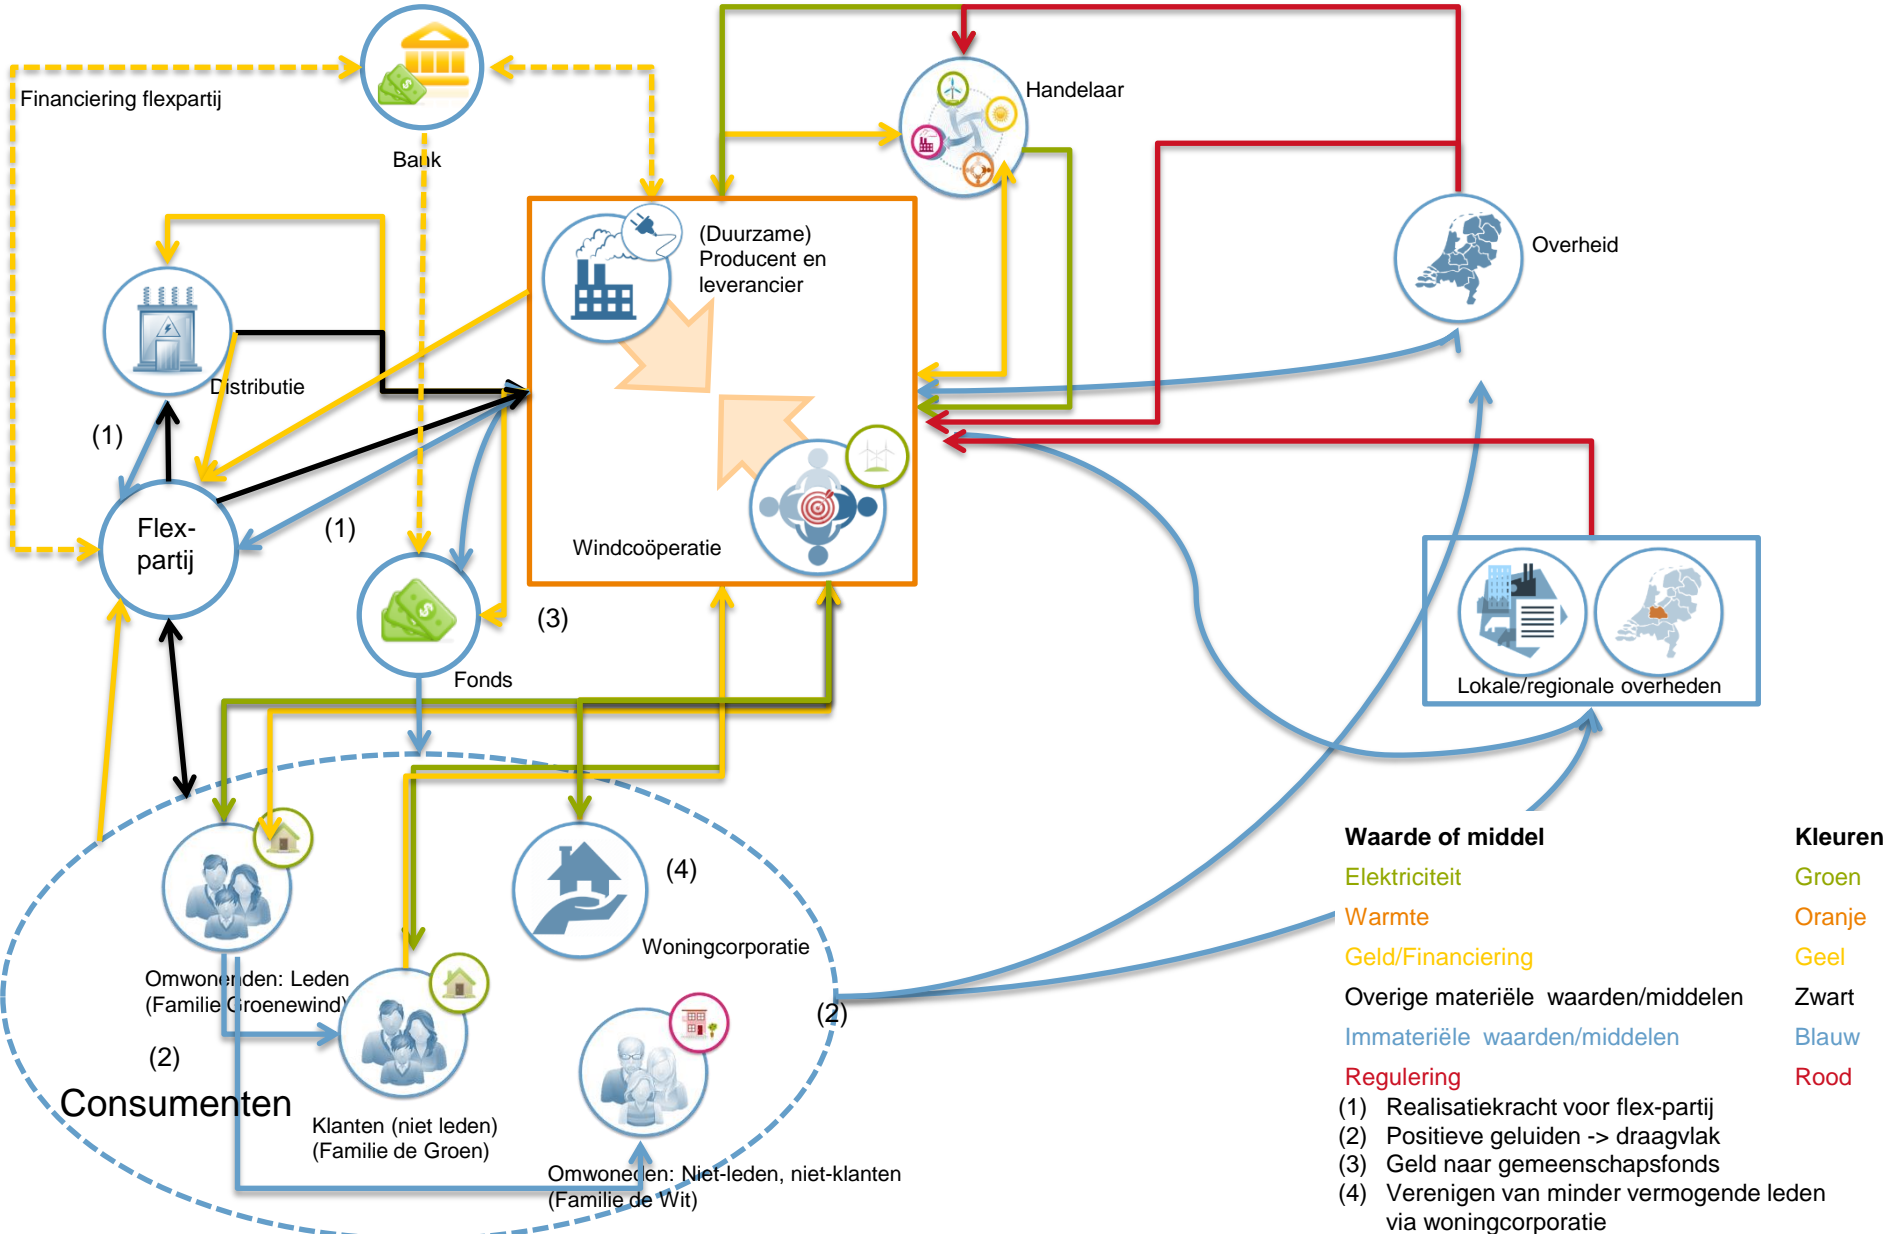 Financiering flexpartij
Bank
Handelaar
(Duurzame)
Producent en
leverancier
Overheid
Distributie
(1)
(1)
Flex-
partij
Windcoöperatie
(3)
Fonds
Lokale/regionale overheden
(4)
Woningcorporatie
Omwonenden: Leden
(Familie Groenewind)
(2)
(2)
Consumenten
Klanten (niet leden)
(Familie de Groen)
Omwoneden: Niet-leden, niet-klanten
(Familie de Wit)
Waarde of middel Kleuren
Elektriciteit Groen
Warmte Oranje
Geld/Financiering Geel
Overige materiële waarden/middelen Zwart
Immateriële waarden/middelen Blauw
Regulering Rood
(1) Realisatiekracht voor flex-partij
(2) Positieve geluiden -> draagvlak
(3) Geld naar gemeenschapsfonds
(4) Verenigen van minder vermogende leden
via woningcorporatie